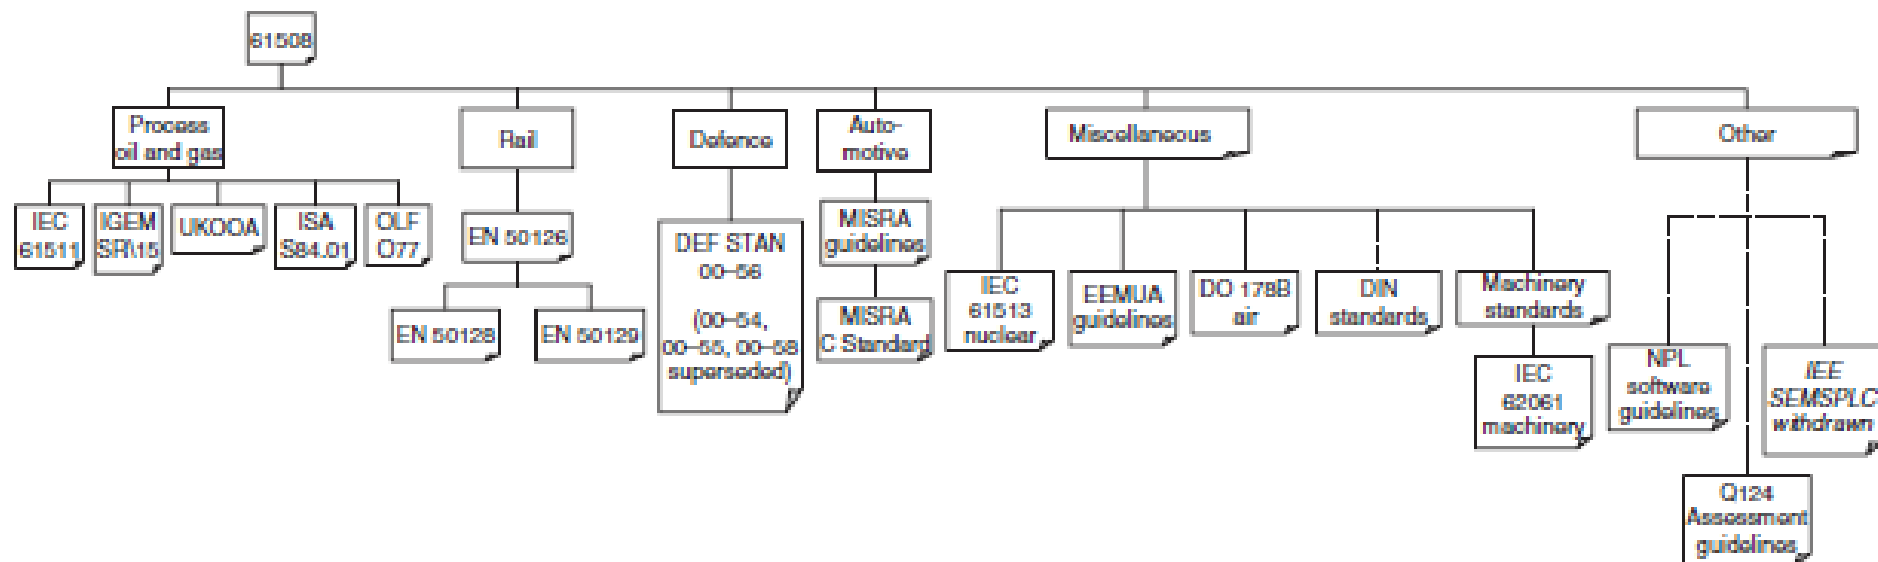 61508
Process
oil and gas
Rail
Defence
Auto-
motive
Miscellaneous
Other
IEC
61511
IGEM
SR\15
UKOOA
ISA
S84.01
OLF
O77
EN 50126
EN 50128
EN 50129
DEF STAN
00–56
(00–54,
00–55, 00–58
superseded)
MISRA
guidelines
MISRA
C Standard
IEC
61513
nuclear
EEMUA
guidelines
DO 178B
air
DIN
standards
Machinery
standards
IEC
62061
machinery
NPL
software
guidelines
IEE
SEMSPLC
withdrawn
Q124
Assessment
guidelines